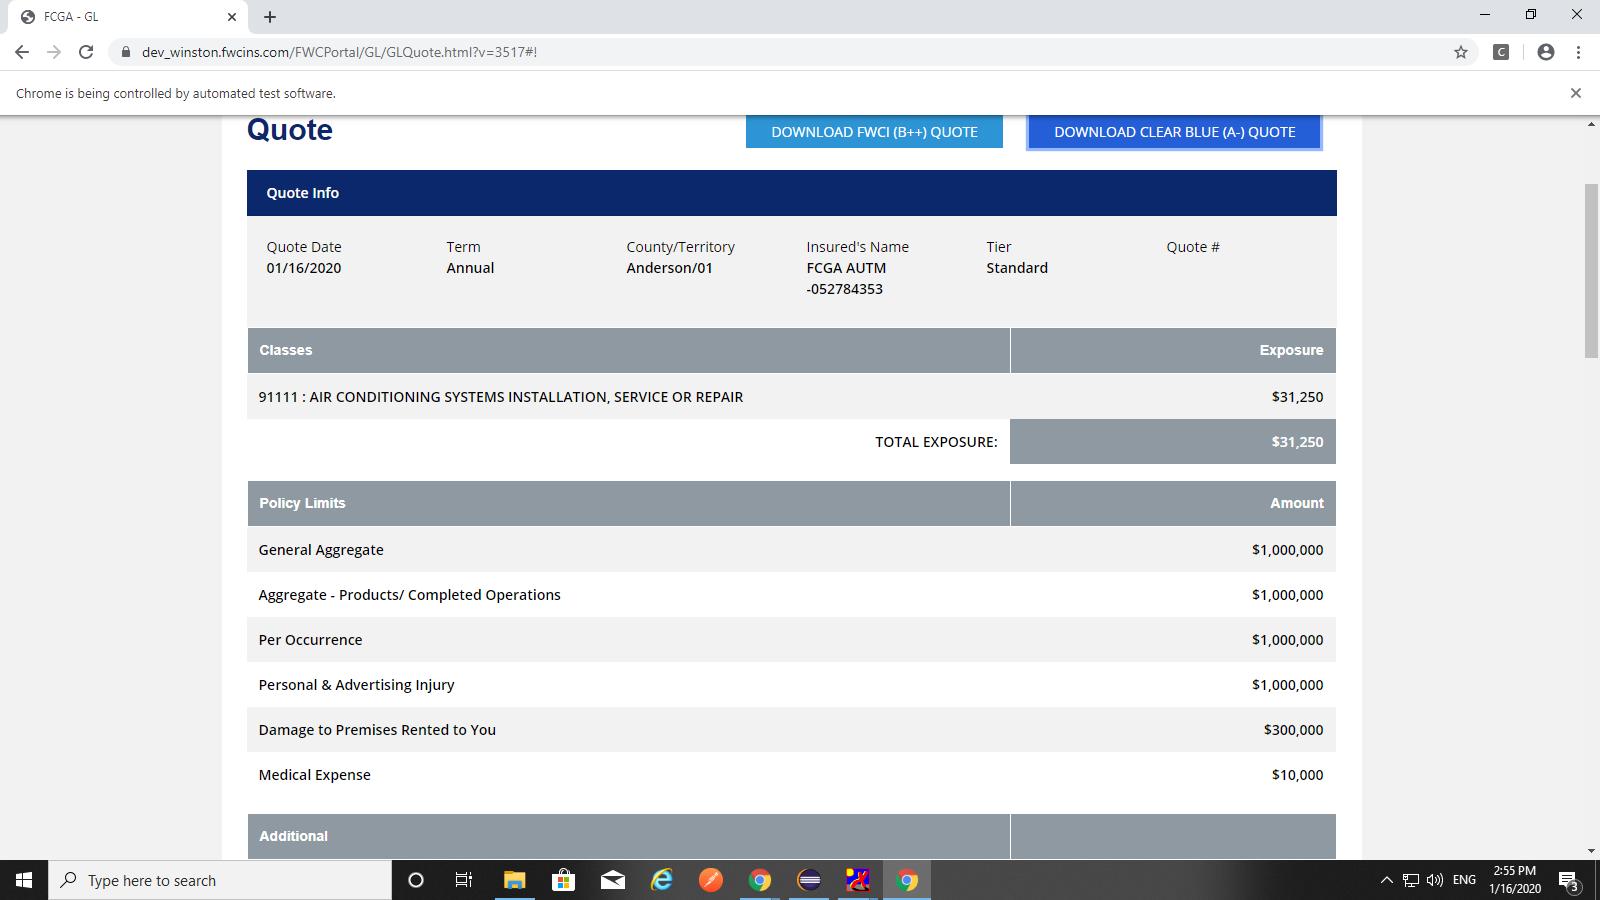 FCGA - GL
dev_winston.fwcins.com/FWCPortal/GL/GLQuote.html?v=3517#!
C
Chrome is being controlled by automated test software.
Quote
DOWNLOAD FWCI (B++) QUOTE
DOWNLOAD CLEAR BLUE (A-) QUOTE
Quote Info
Quote Date
Term
County/Territory
Insured's Name
Tier
Quote #
01/16/2020
Annual
Anderson/01
FCGA AUTM
Standard
-052784353
Classes
Exposure
91111 : AIR CONDITIONING SYSTEMS INSTALLATION, SERVICE OR REPAIR
$31,250
TOTAL EXPOSURE:
$31,250
Policy Limits
Amount
General Aggregate
$1,000,000
Aggregate - Products/ Completed Operations
$1,000,000
Per Occurrence
$1,000,000
Personal & Advertising Injury
$1,000,000
Damage to Premises Rented to You
$300,000
Medical Expense
$10,000
Additional
Type here to search
ENG
2:55 PM
1/16/2020
3